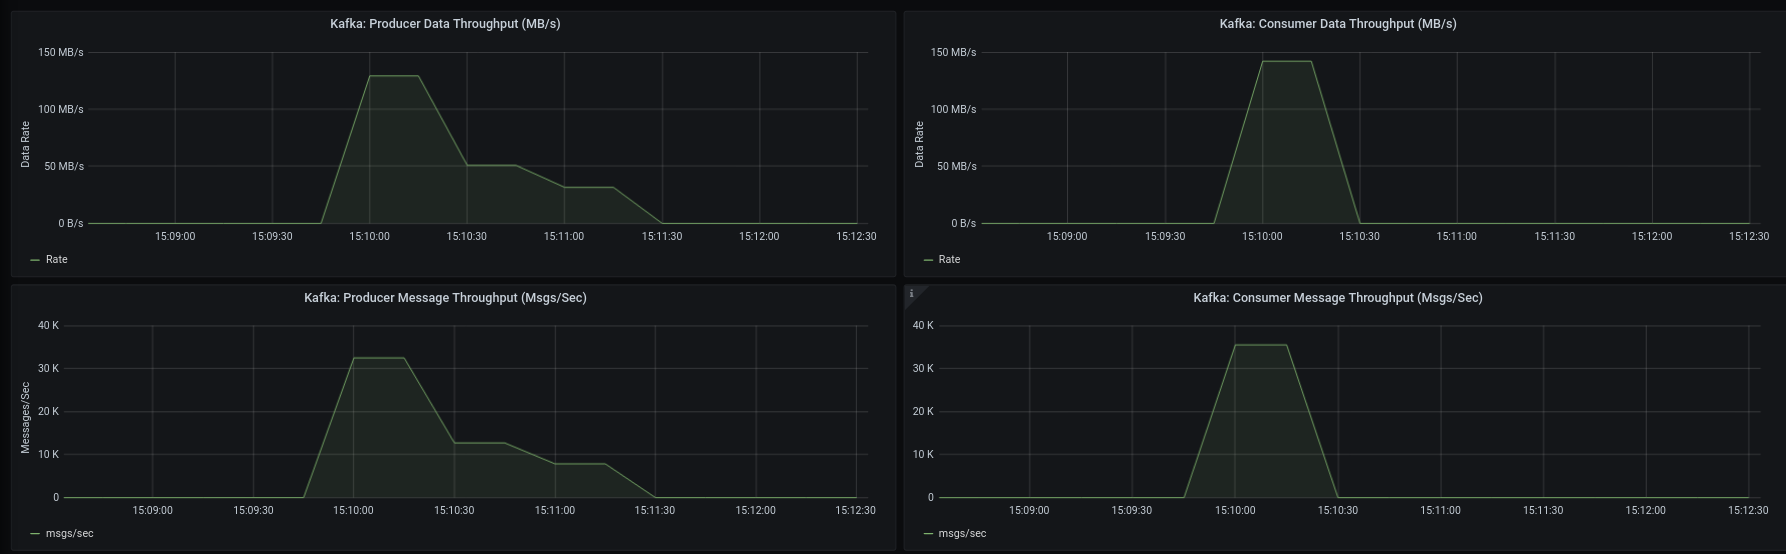 Kafka: Producer Data Throughput (MB/s)
150 MB/s
100 MB/s
50 MB/s
0 B/s
Data Rate
15:09:00 15:09:30 15:10:00 15:10:30 15:11:00 15:11:30 15:12:00 15:12:30
Rate
Kafka: Consumer Data Throughput (MB/s)
150 MB/s
100 MB/s
50 MB/s
0 B/s
Data Rate
15:09:00 15:09:30 15:10:00 15:10:30 15:11:00 15:11:30 15:12:00 15:12:30
Rate
Kafka: Producer Message Throughput (Msgs/Sec)
40 K
30 K
20 K
10 K
0
Messages/Sec
15:09:00 15:09:30 15:10:00 15:10:30 15:11:00 15:11:30 15:12:00 15:12:30
msgs/sec
i
Kafka: Consumer Message Throughput (Msgs/Sec)
40 K
30 K
20 K
10 K
0
15:09:00 15:09:30 15:10:00 15:10:30 15:11:00 15:11:30 15:12:00 15:12:30
msgs/sec